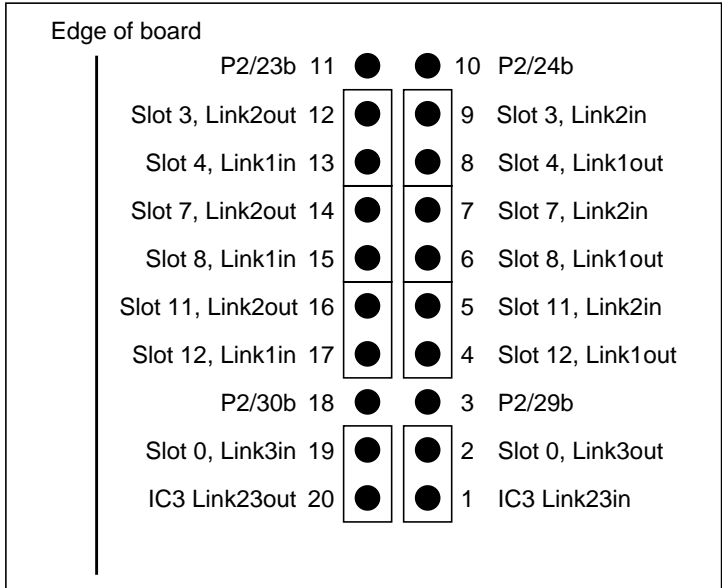 Edge of board
P2/23b 11 10 P2/24b
Slot 3, Link2out 12 9 Slot 3, Link2in
Slot 4, Link1in 13 8 Slot 4, Link1out
Slot 7, Link2out 14 7 Slot 7, Link2in
Slot 8, Link1in 15 6 Slot 8, Link1out
Slot 11, Link2out 16 5 Slot 11, Link2in
Slot 12, Link1in 17 4 Slot 12, Link1out
P2/30b 18 3 P2/29b
Slot 0, Link3in 19 2 Slot 0, Link3out
IC3 Link23out 20 1 IC3 Link23in